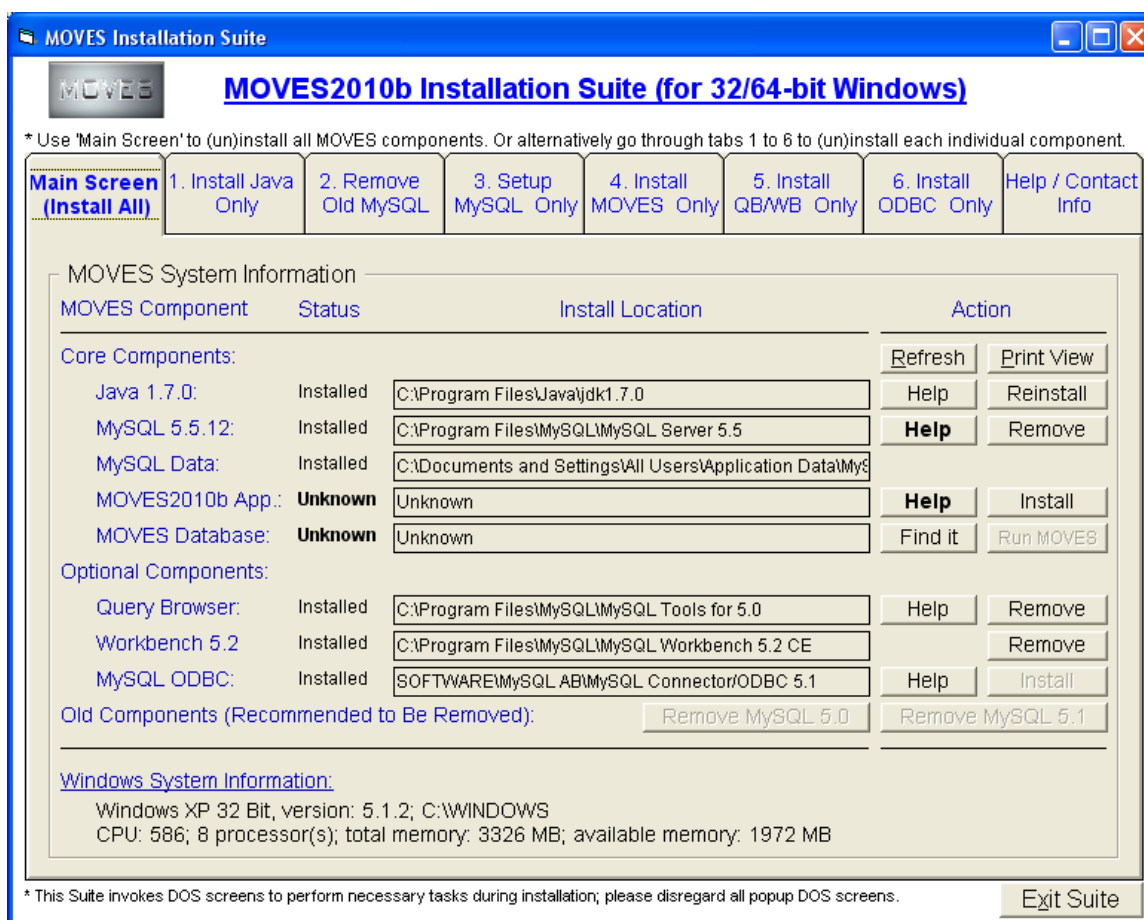 MOVES Installation Suite
MOVES
MOVES2010b Installation Suite (for 32/64-bit Windows)
* Use 'Main Screen' to (un)install all MOVES components. Or alternatively go through tabs 1 to 6 to (un)install each individual component.
Main Screen (Install All)
1. Install Java Only
2. Remove Old MySQL
3. Setup MySQL Only
4. Install MOVES Only
5. Install QB/WB Only
6. Install ODBC Only
Help / Contact Info
MOVES System Information
MOVES Component Status Install Location Action
Core Components: Refresh Print View
Java 1.7.0: Installed C:\Program Files\Java\jdk1.7.0 Help Reinstall
MySQL 5.5.12: Installed C:\Program Files\MySQL\MySQL Server 5.5 Help Remove
MySQL Data: Installed C:\Documents and Settings\All Users\Application Data\MyS
MOVES2010b App.: Unknown Unknown Help Install
MOVES Database: Unknown Unknown Find it Run MOVES
Optional Components:
Query Browser: Installed C:\Program Files\MySQL\MySQL Tools for 5.0 Help Remove
Workbench 5.2 Installed C:\Program Files\MySQL\MySQL Workbench 5.2 CE Remove
MySQL ODBC: Installed SOFTWARE\MySQL AB\MySQL Connector/ODBC 5.1 Help Install
Old Components (Recommended to Be Removed): Remove MySQL 5.0 Remove MySQL 5.1
Windows System Information:
Windows XP 32 Bit, version: 5.1.2; C:\WINDOWS
CPU: 586; 8 processor(s); total memory: 3326 MB; available memory: 1972 MB
* This Suite invokes DOS screens to perform necessary tasks during installation; please disregard all popup DOS screens.
Exit Suite